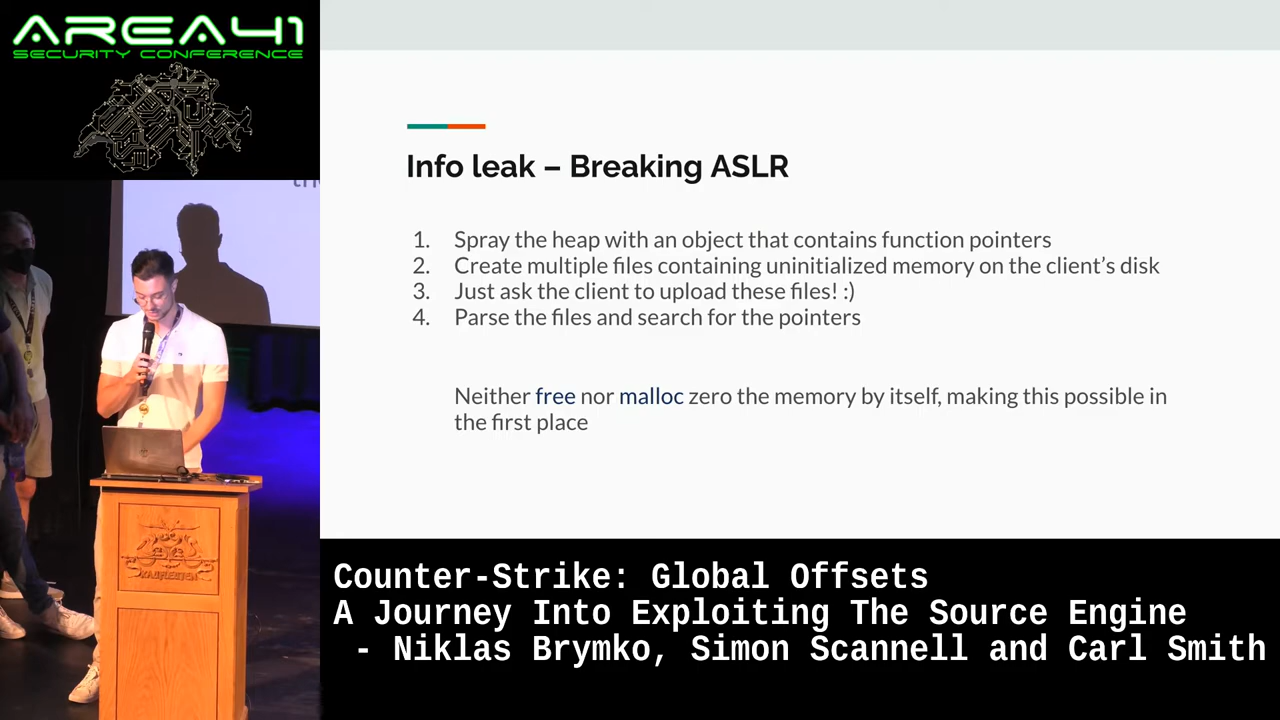 AREA41
SECURITY CONFERENCE
Info leak – Breaking ASLR
1. Spray the heap with an object that contains function pointers
2. Create multiple files containing uninitialized memory on the client’s disk
3. Just ask the client to upload these files! :)
4. Parse the files and search for the pointers
Neither free nor malloc zero the memory by itself, making this possible in
the first place
Counter-Strike: Global Offsets
A Journey Into Exploiting The Source Engine
- Niklas Brymko, Simon Scannell and Carl Smith